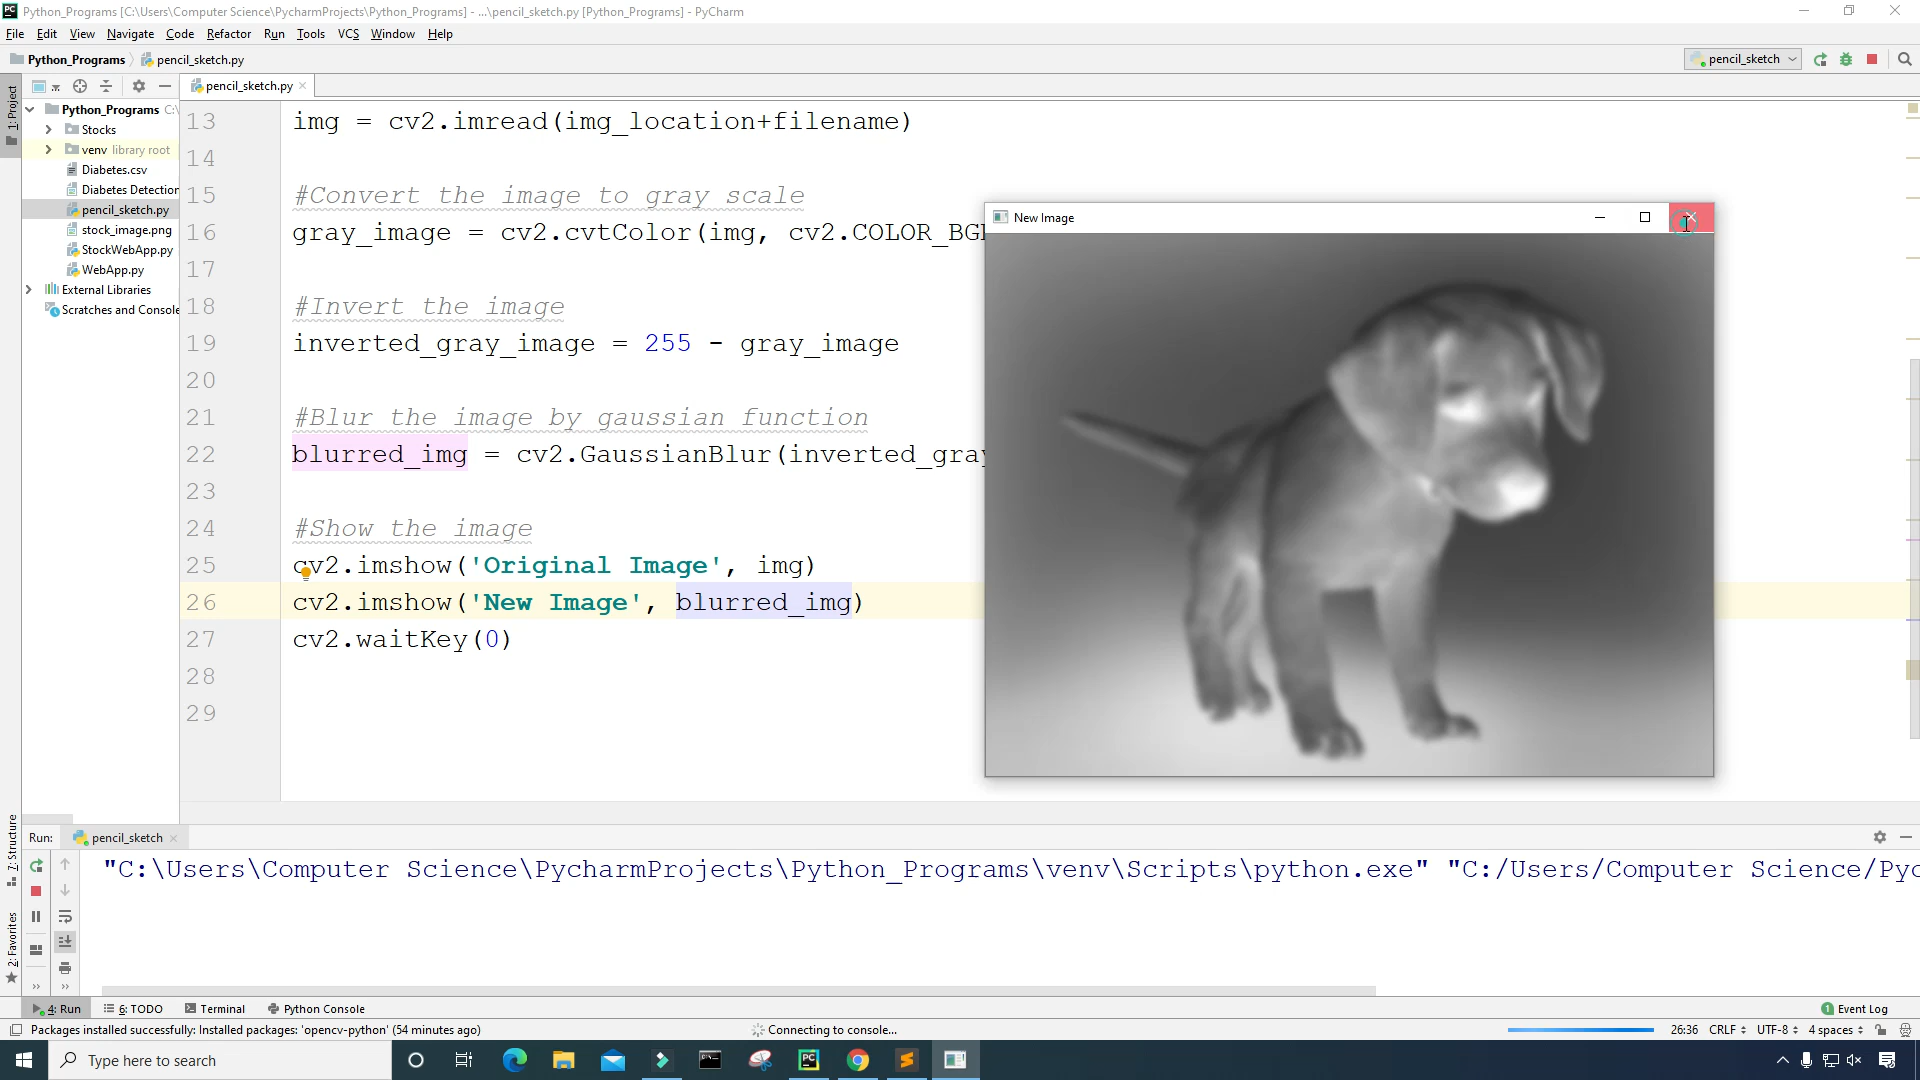 Python_Programs [C:\Users\Computer Science\PycharmProjects\Python_Programs] - ...\pencil_sketch.py [Python_Programs] - PyCharm
File Edit View Navigate Code Refactor Run Tools VCS Window Help
Python_Programs pencil_sketch.py pencil_sketch
1: Project
pencil_sketch.py
Python_Programs C:\
Stocks
venv library root
Diabetes.csv
Diabetes Detection
pencil_sketch.py
stock_image.png
StockWebApp.py
WebApp.py
External Libraries
Scratches and Console
13 img = cv2.imread(img_location+filename)
14
15 #Convert the image to gray scale
16 gray_image = cv2.cvtColor(img, cv2.COLOR_BG
17
18 #Invert the image
19 inverted_gray_image = 255 - gray_image
20
21 #Blur the image by gaussian function
22 blurred_img = cv2.GaussianBlur(inverted_gray
23
24 #Show the image
25 cv2.imshow('Original Image', img)
26 cv2.imshow('New Image', blurred_img)
27 cv2.waitKey(0)
28
29
New Image
7: Structure
2: Favorites
Run: pencil_sketch
"C:\Users\Computer Science\PycharmProjects\Python_Programs\venv\Scripts\python.exe" "C:/Users/Computer Science/Pyc
4: Run 6: TODO Terminal Python Console 1 Event Log
Packages installed successfully: Installed packages: 'opencv-python' (54 minutes ago) Connecting to console... 26:36 CRLF UTF-8 4 spaces
Type here to search